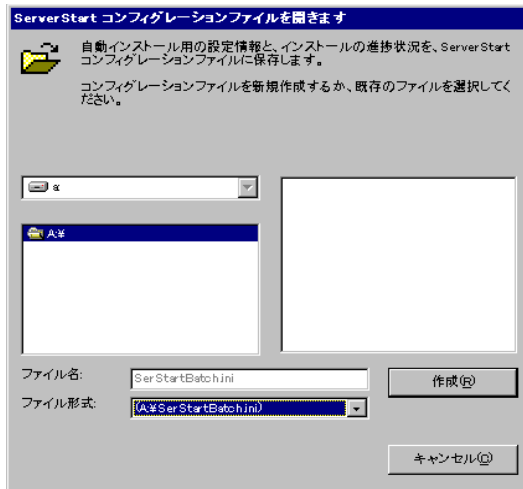 ServerStart コンフィグレーションファイルを開きます
自動インストール用の設定情報と、インストールの進捗状況を、ServerStart
コンフィグレーションファイルに保存します。
コンフィグレーションファイルを新規作成するか、既存のファイルを選択してく
ださい。
a:
A:¥
ファイル名:
SerStartBatch.ini
作成(R)
ファイル形式:
(A:¥SerStartBatch.ini)
キャンセル(C)